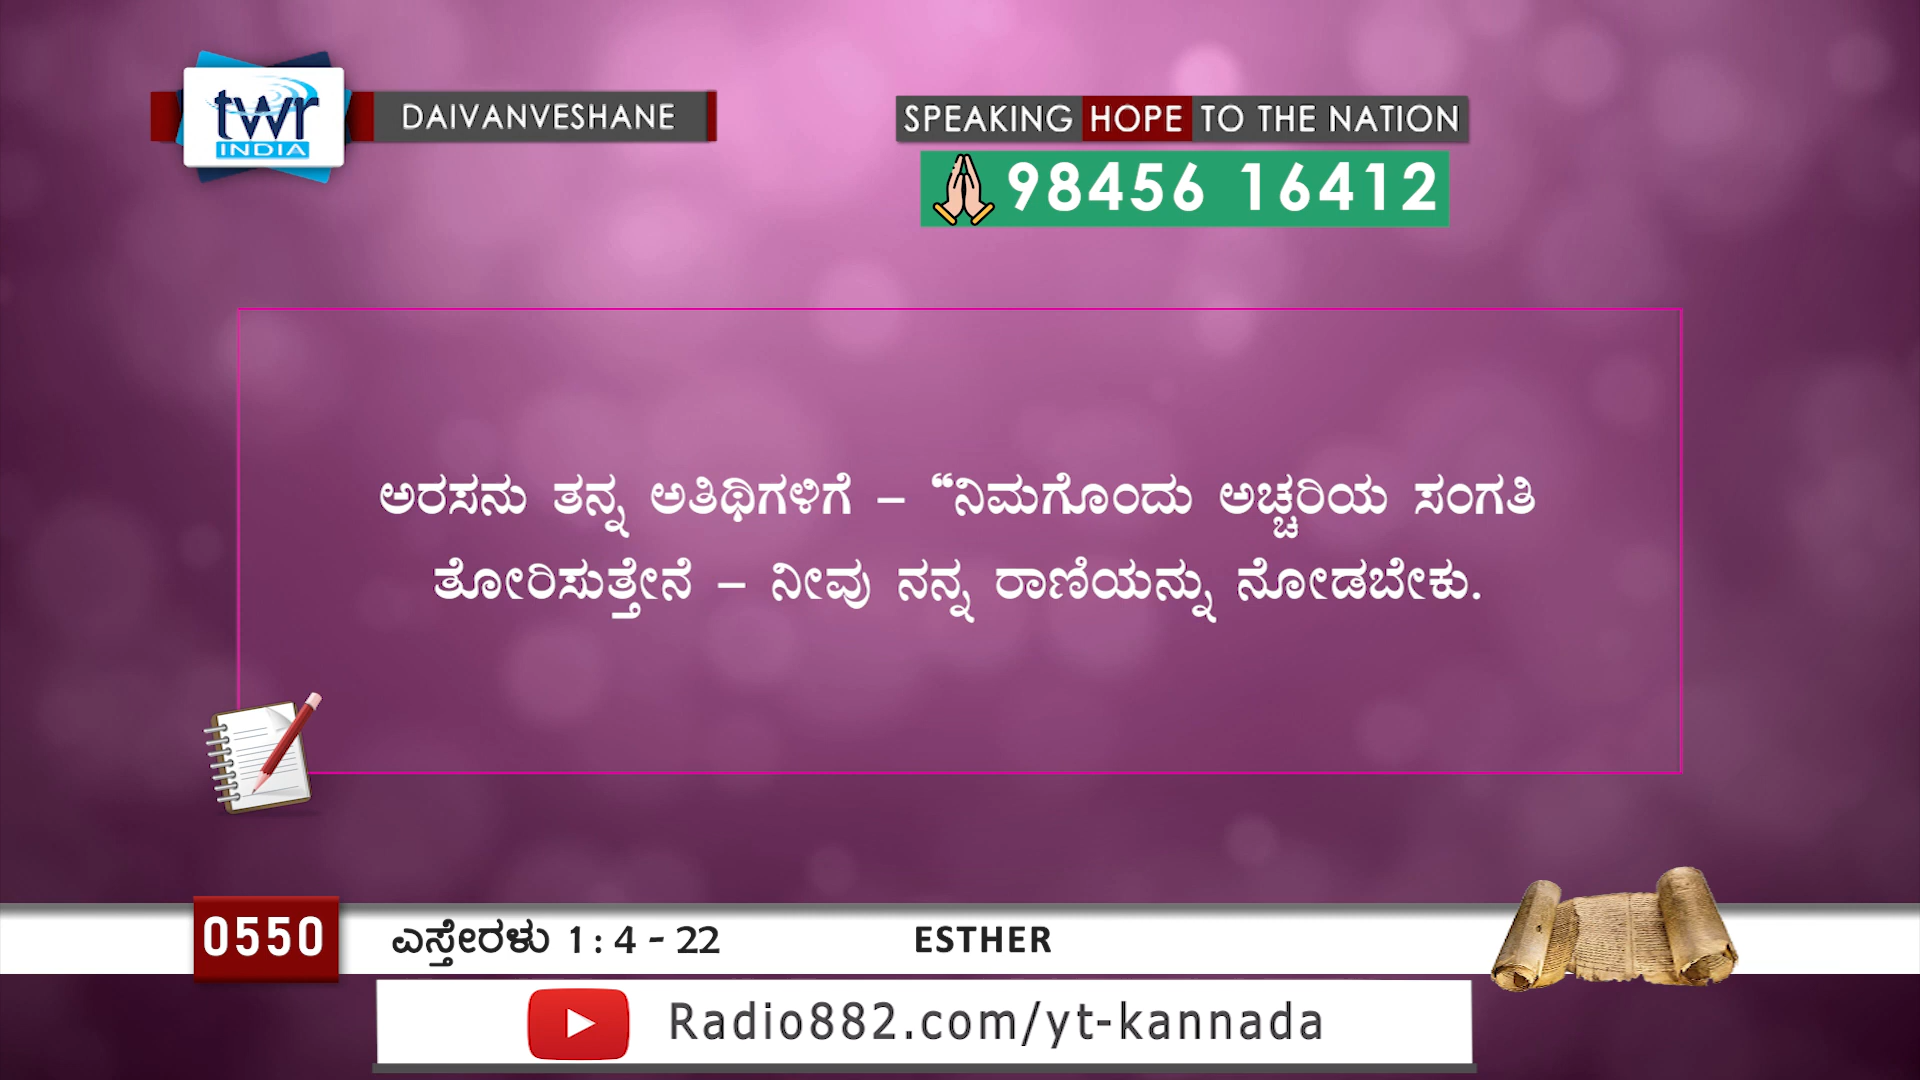 twr
INDIA
DAIVANVESHANE
SPEAKING HOPE TO THE NATION
98456 16412
ಅರಸನು ತನ್ನ ಅತಿಥಿಗಳಿಗೆ – “ನಿಮಗೊಂದು ಅಚ್ಚರಿಯ ಸಂಗತಿ
ತೋರಿಸುತ್ತೇನೆ – ನೀವು ನನ್ನ ರಾಣಿಯನ್ನು ನೋಡಬೇಕು.
0550
ಎಸ್ತೇರಳು 1 : 4 - 22
ESTHER
Radio882.com/yt-kannada